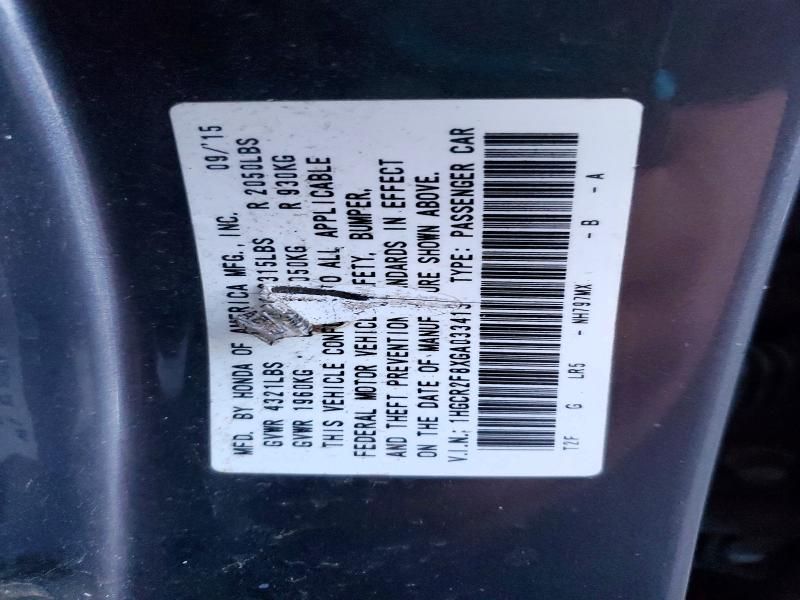 MFD. BY HONDA OF AMERICA MFG., INC. 09/'15
GVWR 4321LBS 315LBS R 2050LBS
GVWR 1960KG 050KG R 930KG
THIS VEHICLE CONF TO ALL APPLICABLE
FEDERAL MOTOR VEHICL FETY, BUMPER,
AND THEFT PREVENTION NDARDS IN EFFECT
ON THE DATE OF MANUF URE SHOWN ABOVE.
V.I.N.: 1HGCR2F8XGA033413 TYPE: PASSENGER CAR
T2F G LR5 - NH797MX - B - A